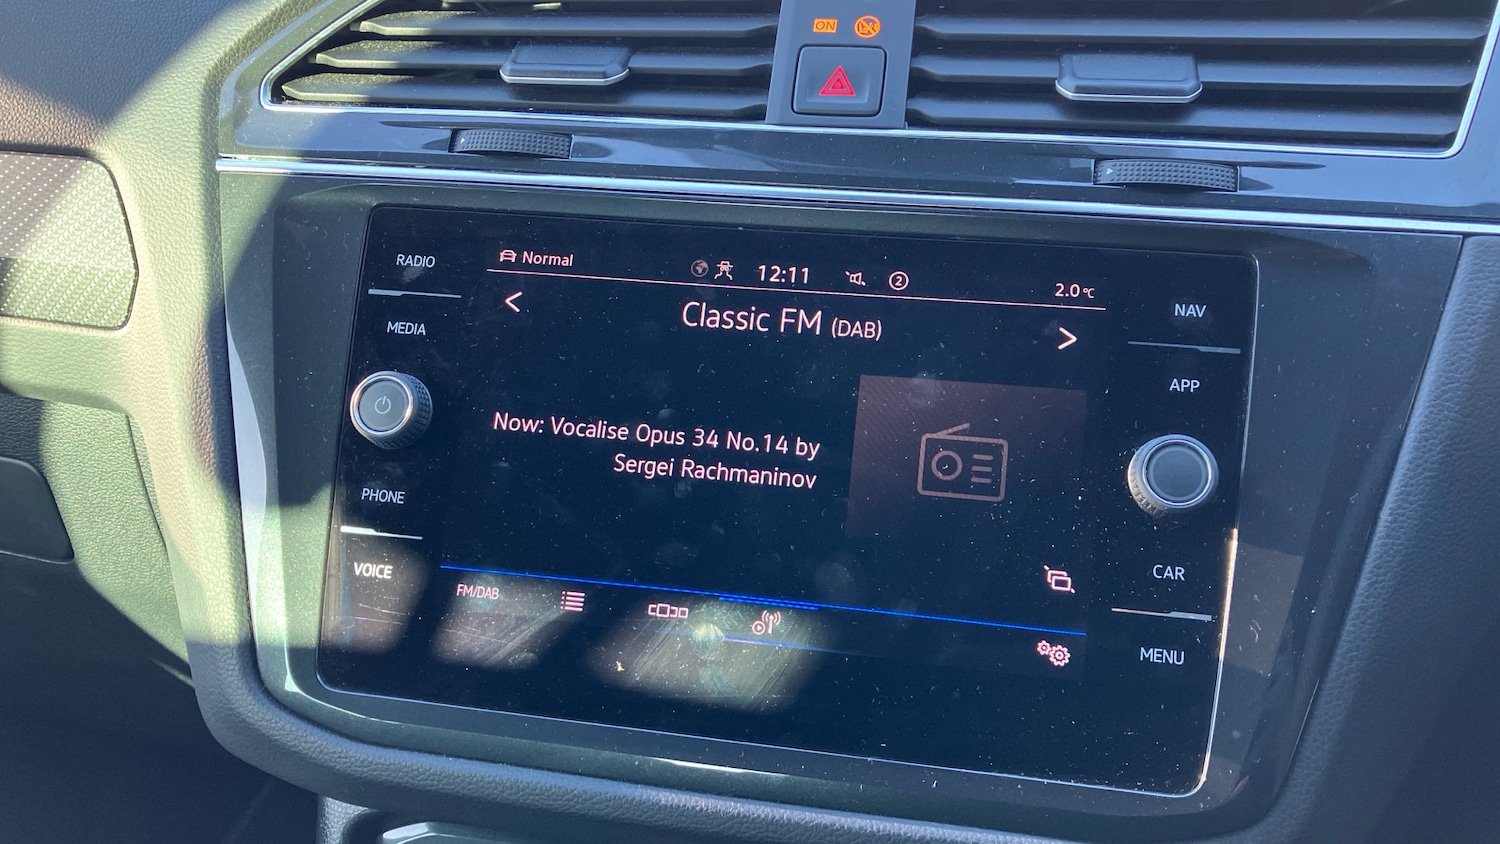 ON
RADIO
MEDIA
PHONE
VOICE
Normal
12:11
2
2.0°C
Classic FM (DAB)
Now: Vocalise Opus 34 No.14 by
Sergei Rachmaninov
FM/DAB
NAV
APP
CAR
MENU